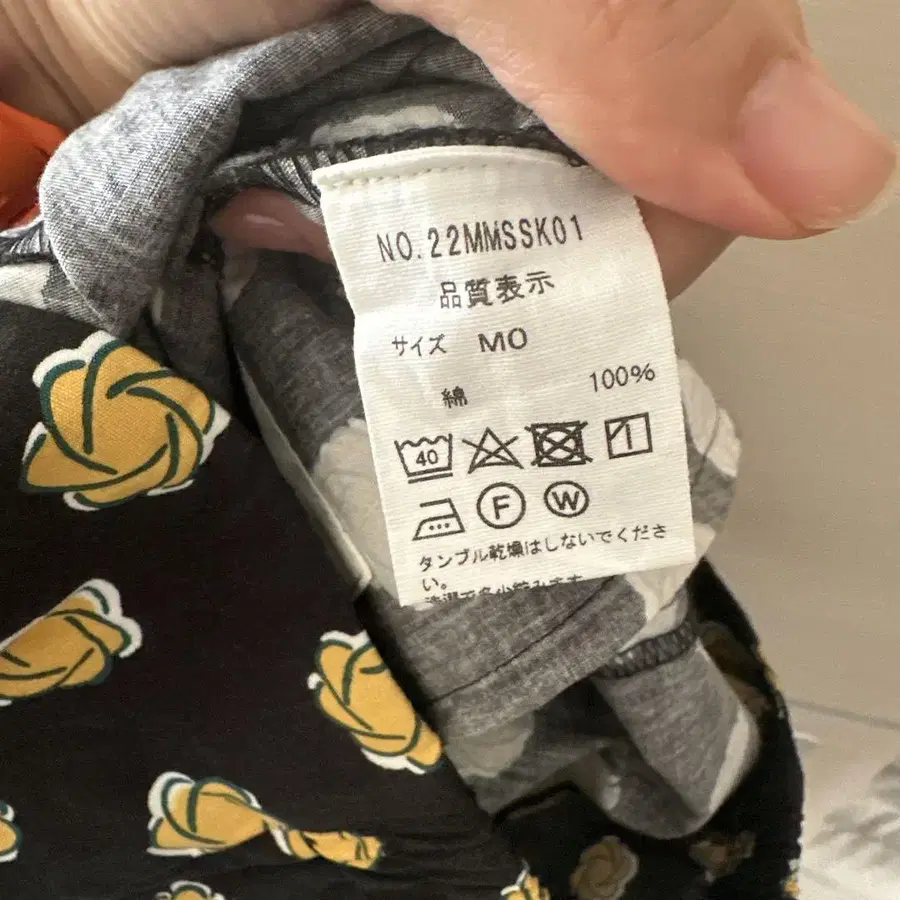 NO.22MMSSK01
品質表示
サイズ MO
綿 100%
40
F W
タンブル乾燥はしないでくださ
い。